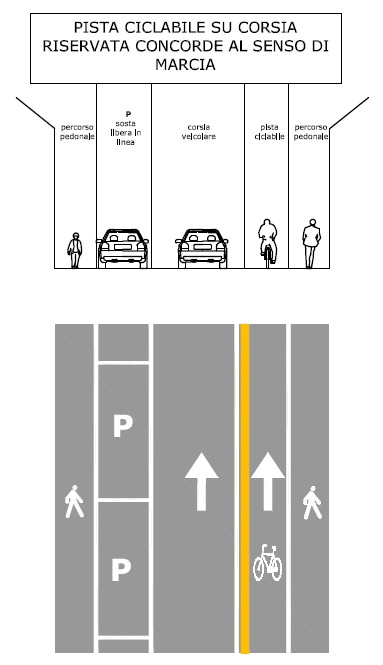 PISTA CICLABILE SU CORSIA
RISERVATA CONCORDE AL SENSO DI
MARCIA
percorso
pedonale
P
sosta
libera in
linea
corsia
veicolare
pista
ciclabile
percorso
pedonale
P
P